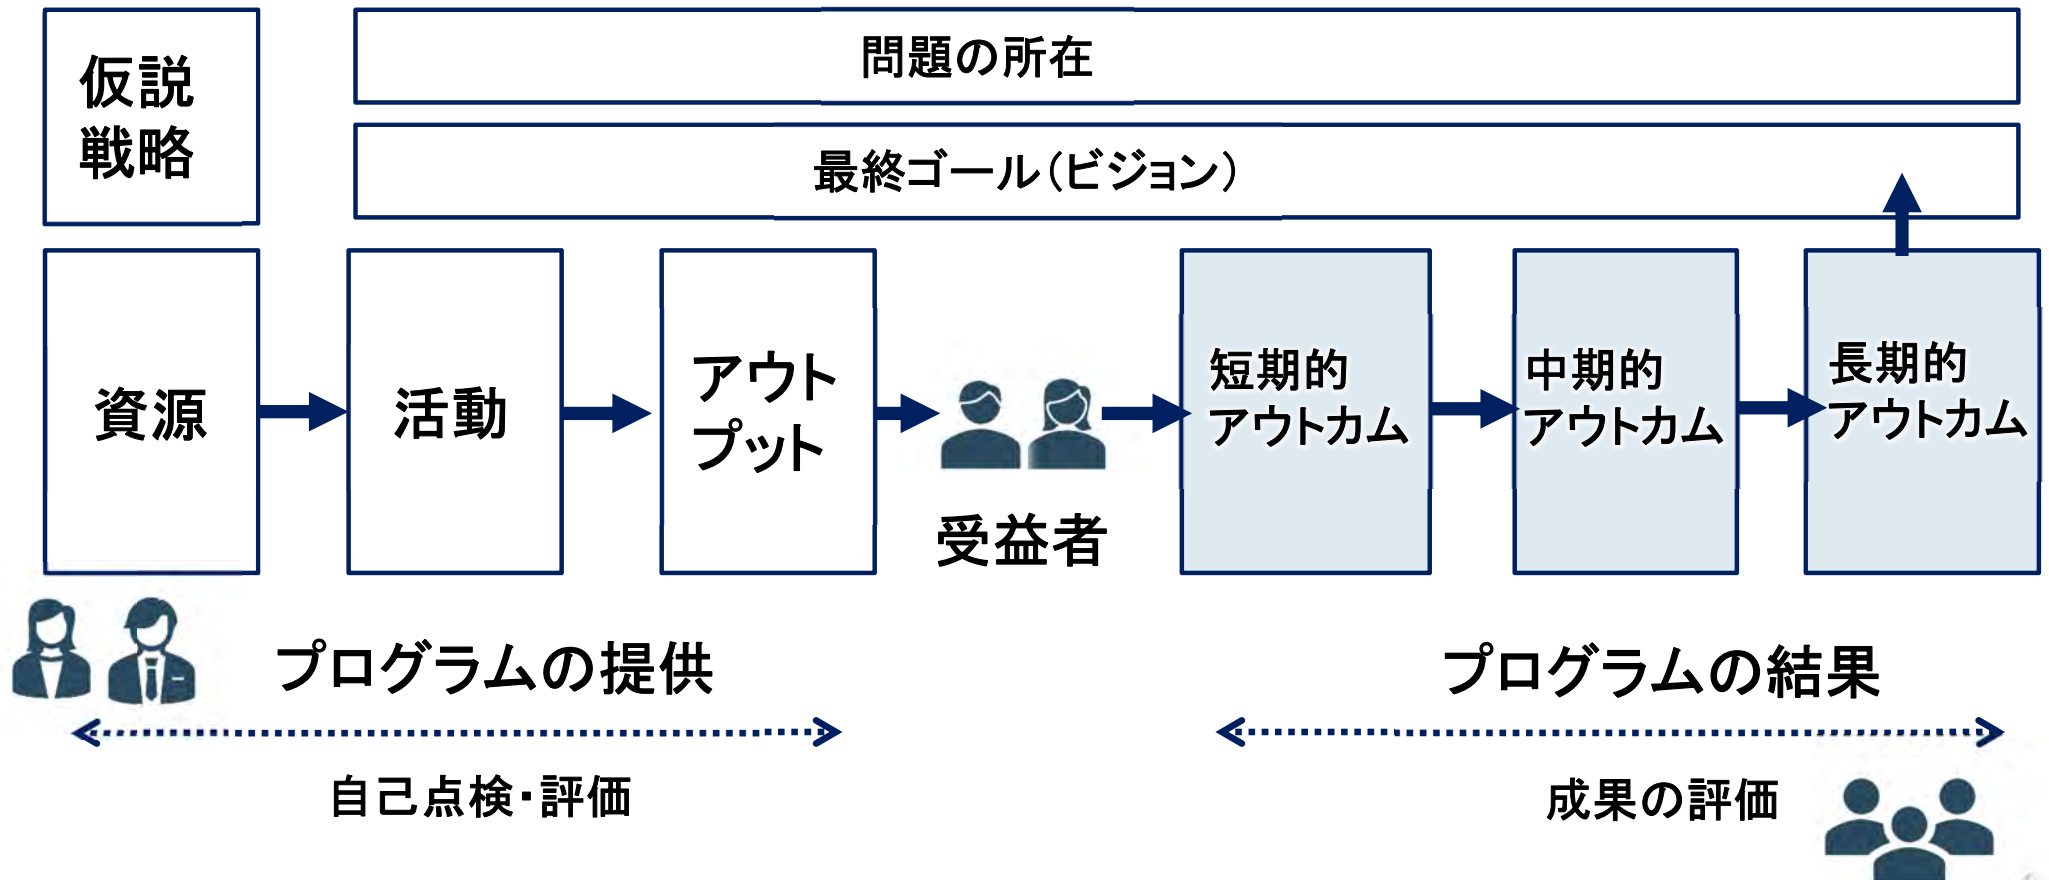 仮説
戦略
問題の所在
最終ゴール(ビジョン)
資源
活動
アウト
プット
受益者
短期的
アウトカム
中期的
アウトカム
長期的
アウトカム
プログラムの提供
プログラムの結果
自己点検・評価
成果の評価